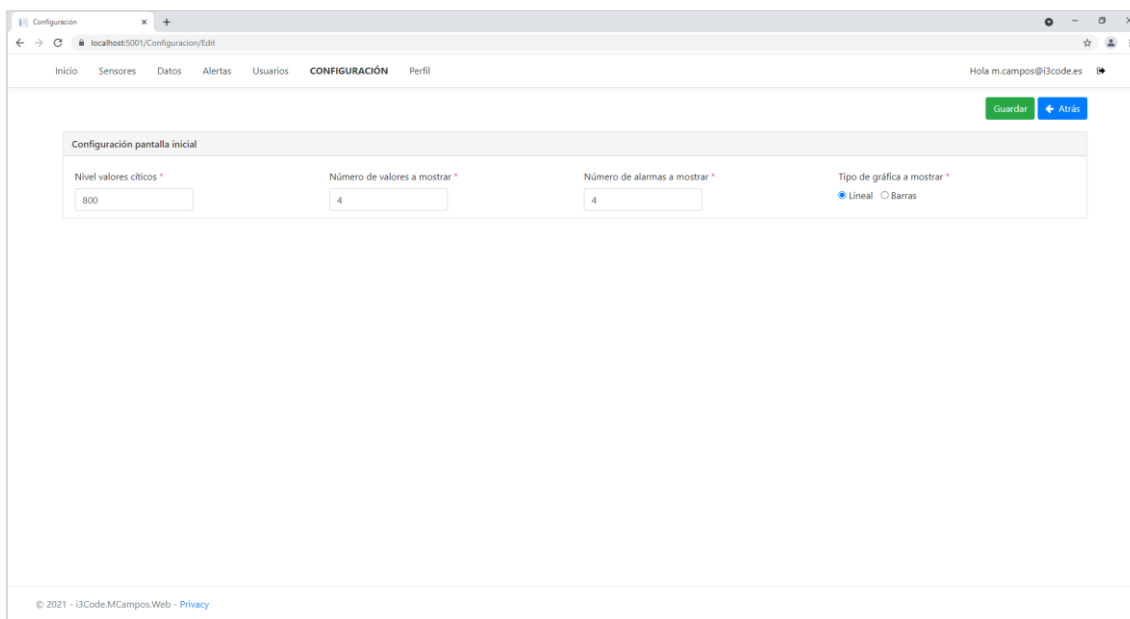 Configuración
localhost:5001/Configuracion/Edit
Inicio Sensores Datos Alertas Usuarios CONFIGURACIÓN Perfil Hola m.campos@i3code.es
Guardar Atrás
Configuración pantalla inicial
Nivel valores cíticos * Número de valores a mostrar * Número de alarmas a mostrar * Tipo de gráfica a mostrar *
800 4 4 Lineal Barras
© 2021 - i3Code.MCampos.Web - Privacy